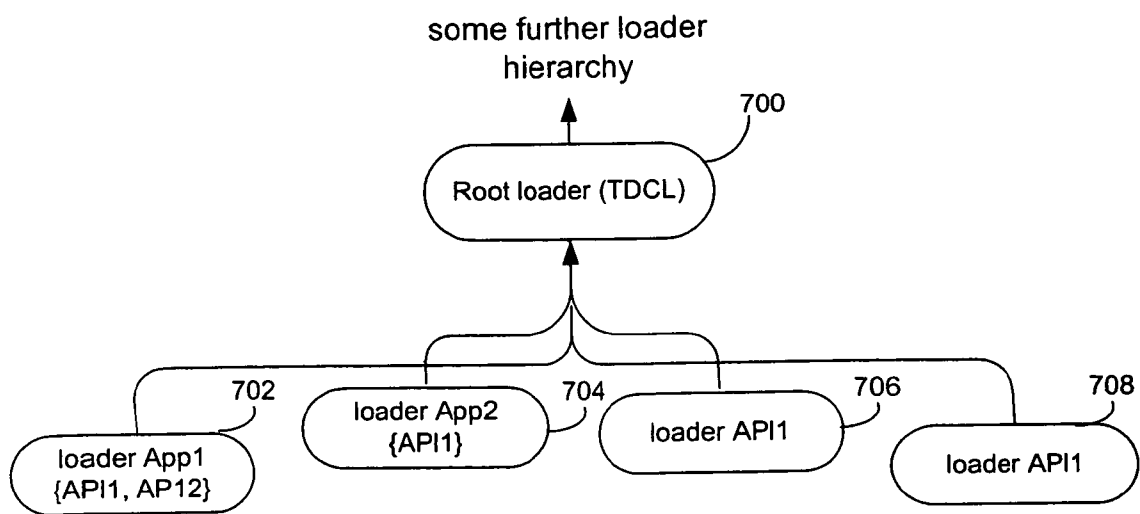 some further loader
hierarchy
700
Root loader (TDCL)
702
loader App1
{API1, AP12}
704
loader App2
{API1}
706
loader API1
708
loader API1